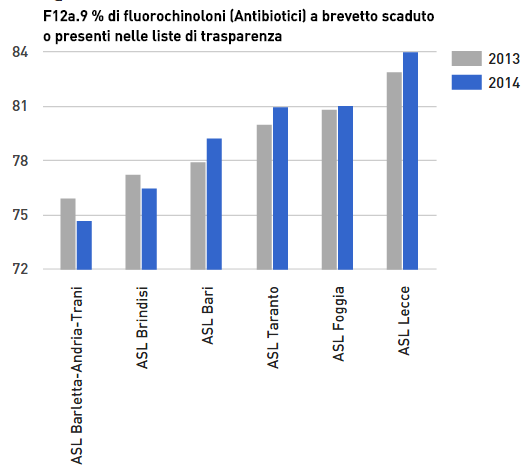 F12a.9 % di fluorochinoloni (Antibiotici) a brevetto scaduto
o presenti nelle liste di trasparenza
2013
2014
84
81
78
75
72
ASL Barletta-Andria-Trani
ASL Brindisi
ASL Bari
ASL Taranto
ASL Foggia
ASL Lecce